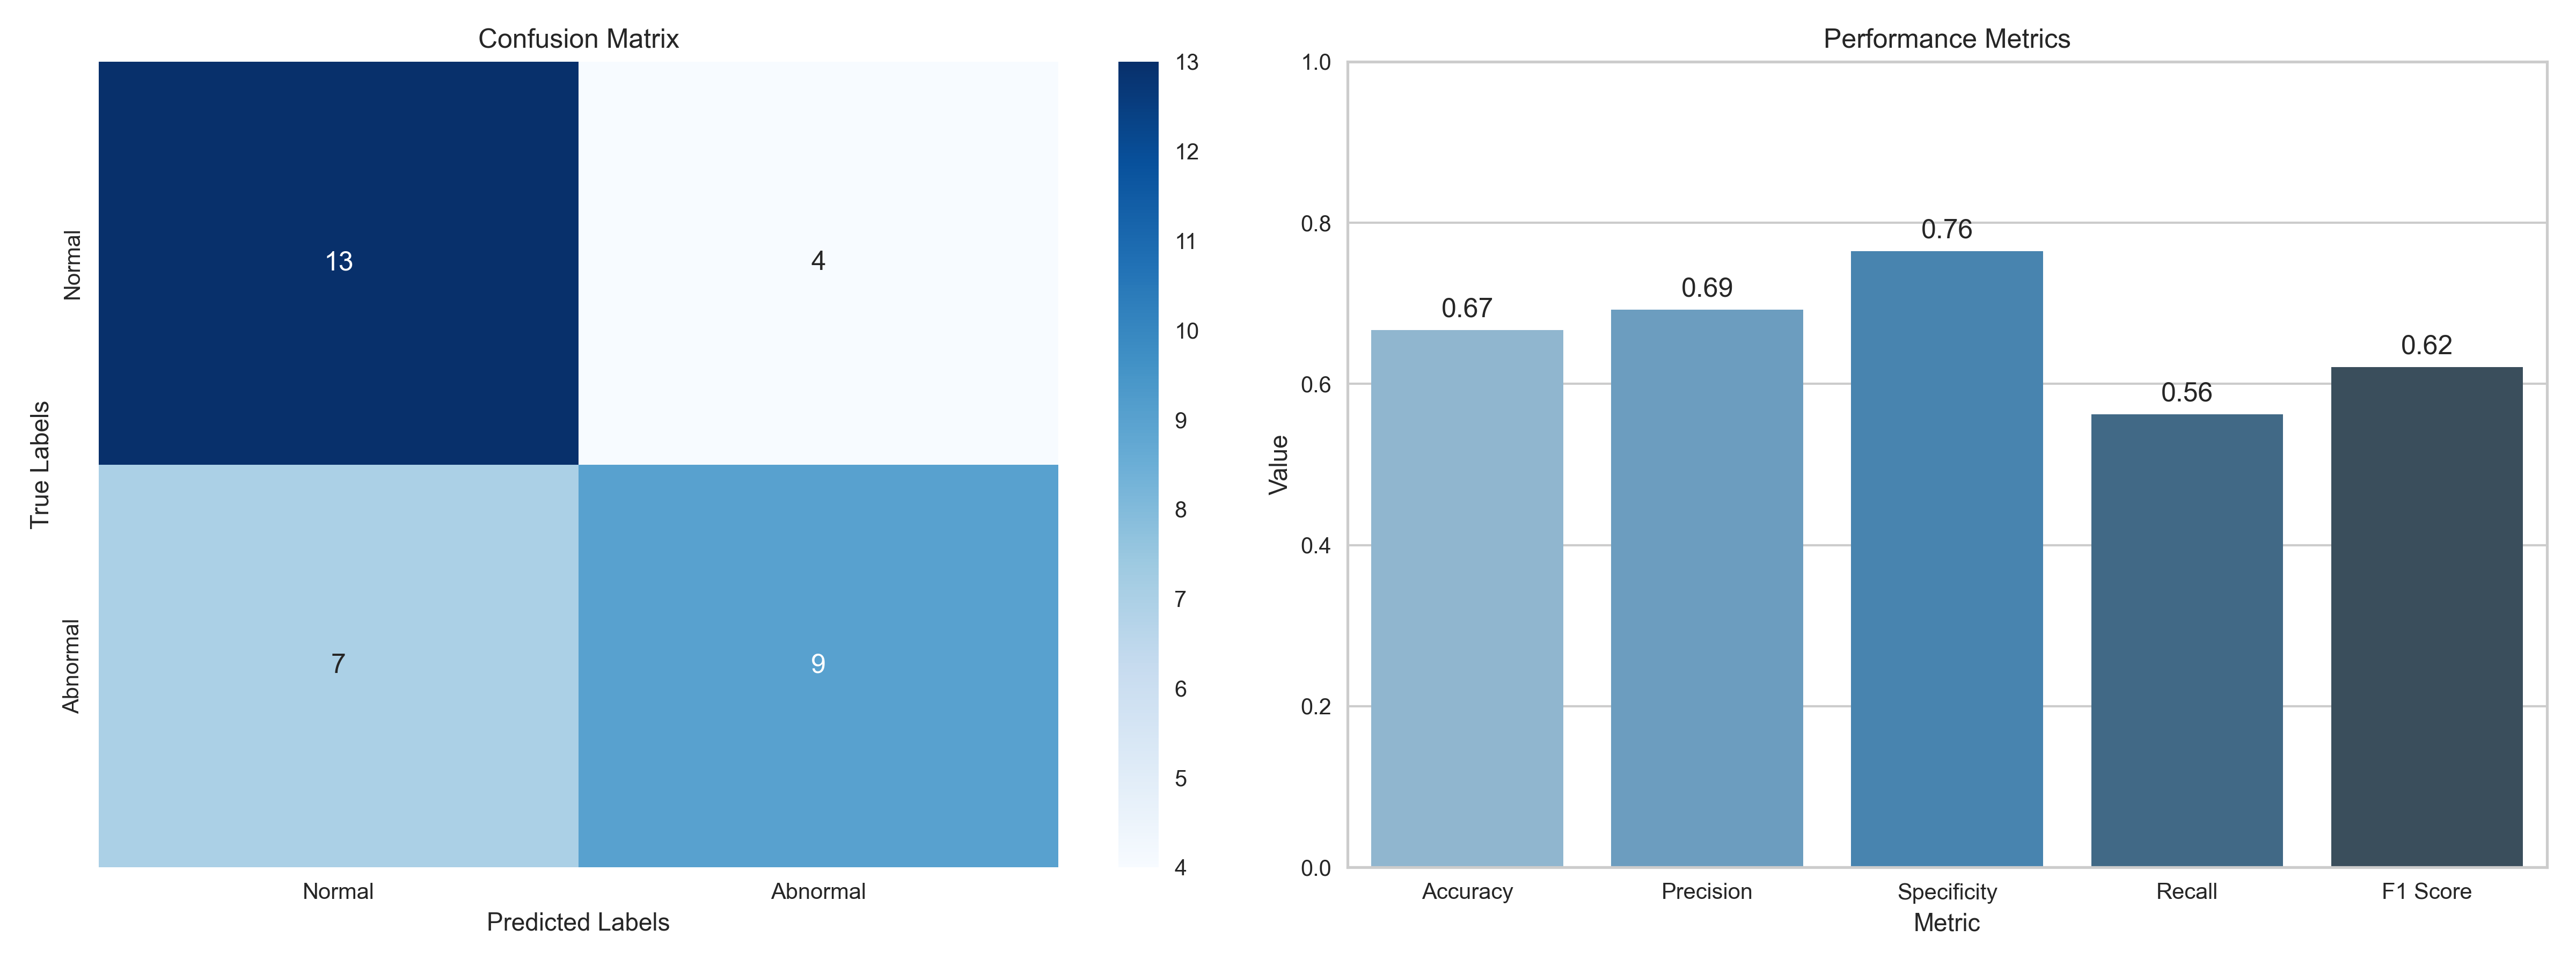 Confusion Matrix
13
4
7
9
Normal
Abnormal
True Labels
Normal
Abnormal
Predicted Labels
13
12
11
10
9
8
7
6
5
4
Performance Metrics
1.0
0.8
0.6
0.4
0.2
0.0
Value
0.67
0.69
0.76
0.56
0.62
Accuracy
Precision
Specificity
Recall
F1 Score
Metric